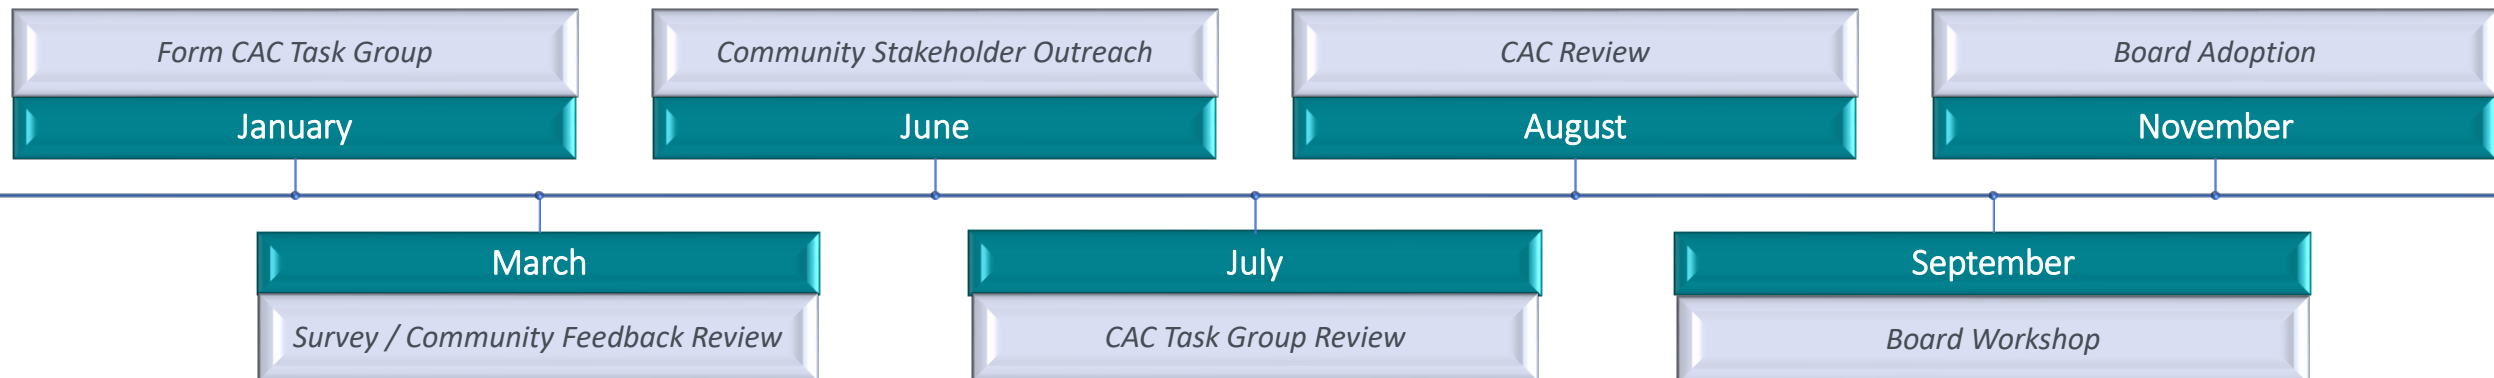 Form CAC Task Group
January
Community Stakeholder Outreach
June
CAC Review
August
Board Adoption
November
March
Survey / Community Feedback Review
July
CAC Task Group Review
September
Board Workshop